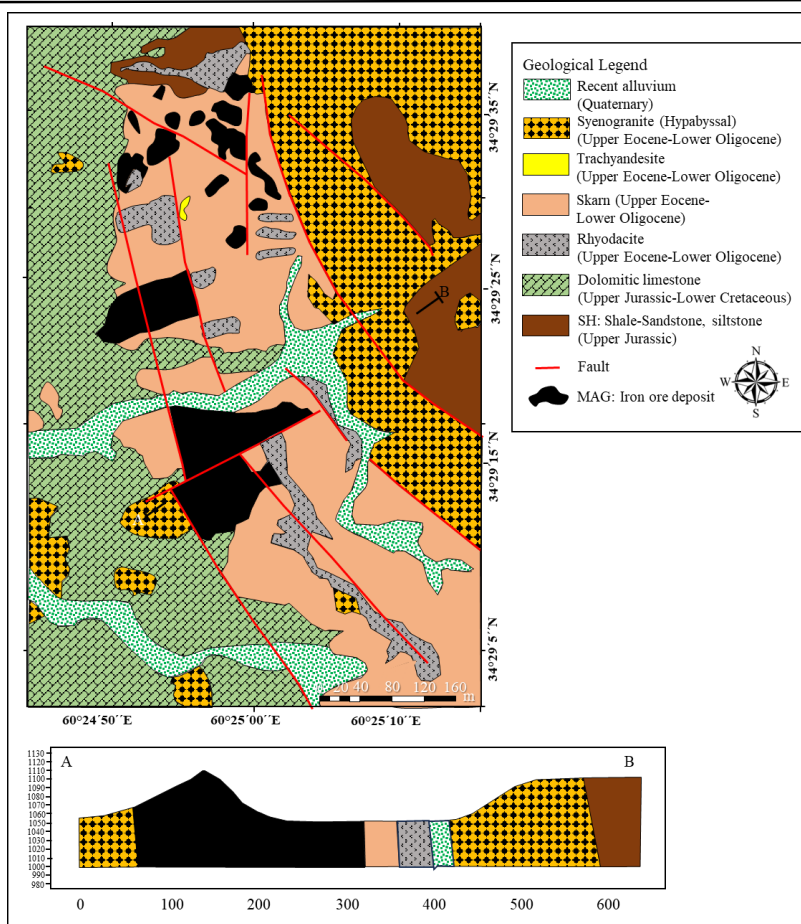 Geological Legend
Recent alluvium
(Quaternary)
Syenogranite (Hypabyssal)
(Upper Eocene-Lower Oligocene)
Trachyandesite
(Upper Eocene-Lower Oligocene)
Skarn (Upper Eocene-
Lower Oligocene)
Rhyodacite
(Upper Eocene-Lower Oligocene)
Dolomitic limestone
(Upper Jurassic-Lower Cretaceous)
SH: Shale-Sandstone, siltstone
(Upper Jurassic)
Fault
MAG: Iron ore deposit
N
W E
S
34°29´35´´N
34°29´25´´N
34°29´15´´N
34°29´5´´N
B
A
0 20 40 80 120 160
m
60°24´50´´E 60°25´00´´E 60°25´10´´E
A B
1130
1120
1110
1100
1090
1080
1070
1060
1050
1040
1030
1020
1010
1000
990
980
0 100 200 300 400 500 600